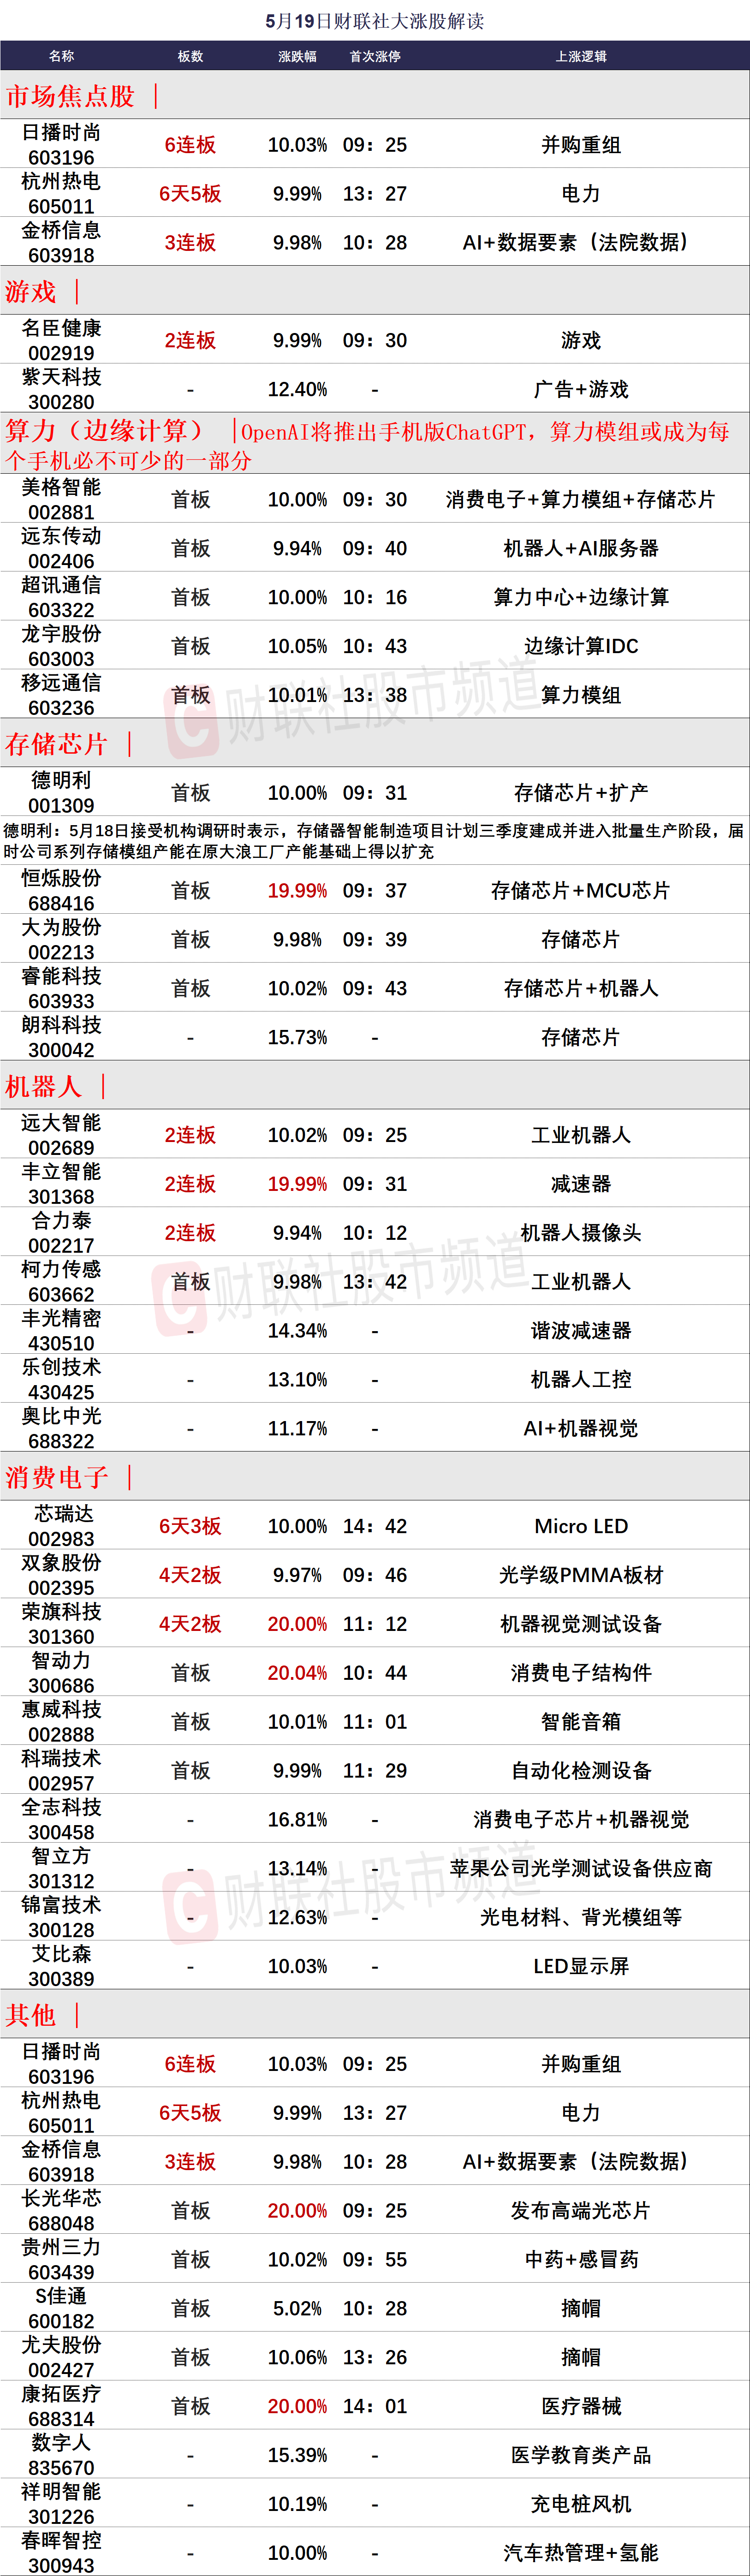 5月19日财联社大涨股解读
名称 板数 涨跌幅 首次涨停 上涨逻辑
市场焦点股 |
日播时尚 603196 6连板 10.03% 09：25 并购重组
杭州热电 605011 6天5板 9.99% 13：27 电力
金桥信息 603918 3连板 9.98% 10：28 AI+数据要素（法院数据）
游戏 |
名臣健康 002919 2连板 9.99% 09：30 游戏
紫天科技 300280 - 12.40% - 广告+游戏
算力（边缘计算） |OpenAI将推出手机版ChatGPT，算力模组或成为每
个手机必不可少的一部分
美格智能 002881 首板 10.00% 09：30 消费电子+算力模组+存储芯片
远东传动 002406 首板 9.94% 09：40 机器人+AI服务器
超讯通信 603322 首板 10.00% 10：16 算力中心+边缘计算
龙宇股份 603003 首板 10.05% 10：43 边缘计算IDC
移远通信 603236 首板 10.01% 13：38 算力模组
财联社股市频道
存储芯片 |
德明利 001309 首板 10.00% 09：31 存储芯片+扩产
德明利：5月18日接受机构调研时表示，存储器智能制造项目计划三季度建成并进入批量生产阶段，届
时公司系列存储模组产能在原大浪工厂产能基础上得以扩充
恒烁股份 688416 首板 19.99% 09：37 存储芯片+MCU芯片
大为股份 002213 首板 9.98% 09：39 存储芯片
睿能科技 603933 首板 10.02% 09：43 存储芯片+机器人
朗科科技 300042 - 15.73% - 存储芯片
机器人 |
远大智能 002689 2连板 10.02% 09：25 工业机器人
丰立智能 301368 2连板 19.99% 09：31 减速器
合力泰 002217 2连板 9.94% 10：12 机器人摄像头
柯力传感 603662 首板 9.98% 13：42 工业机器人
财联社股市频道
丰光精密 430510 - 14.34% - 谐波减速器
乐创技术 430425 - 13.10% - 机器人工控
奥比中光 688322 - 11.17% - AI+机器视觉
消费电子 |
芯瑞达 002983 6天3板 10.00% 14：42 Micro LED
双象股份 002395 4天2板 9.97% 09：46 光学级PMMA板材
荣旗科技 301360 4天2板 20.00% 11：12 机器视觉测试设备
智动力 300686 首板 20.04% 10：44 消费电子结构件
惠威科技 002888 首板 10.01% 11：01 智能音箱
科瑞技术 002957 首板 9.99% 11：29 自动化检测设备
全志科技 300458 - 16.81% - 消费电子芯片+机器视觉
智立方 301312 - 13.14% - 苹果公司光学测试设备供应商
财联社股市频道
锦富技术 300128 - 12.63% - 光电材料、背光模组等
艾比森 300389 - 10.03% - LED显示屏
其他 |
日播时尚 603196 6连板 10.03% 09：25 并购重组
杭州热电 605011 6天5板 9.99% 13：27 电力
金桥信息 603918 3连板 9.98% 10：28 AI+数据要素（法院数据）
长光华芯 688048 首板 20.00% 09：25 发布高端光芯片
贵州三力 603439 首板 10.02% 09：55 中药+感冒药
S佳通 600182 首板 5.02% 10：28 摘帽
尤夫股份 002427 首板 10.06% 13：26 摘帽
康拓医疗 688314 首板 20.00% 14：01 医疗器械
数字人 835670 - 15.39% - 医学教育类产品
祥明智能 301226 - 10.19% - 充电桩风机
春晖智控 300943 - 10.00% - 汽车热管理+氢能